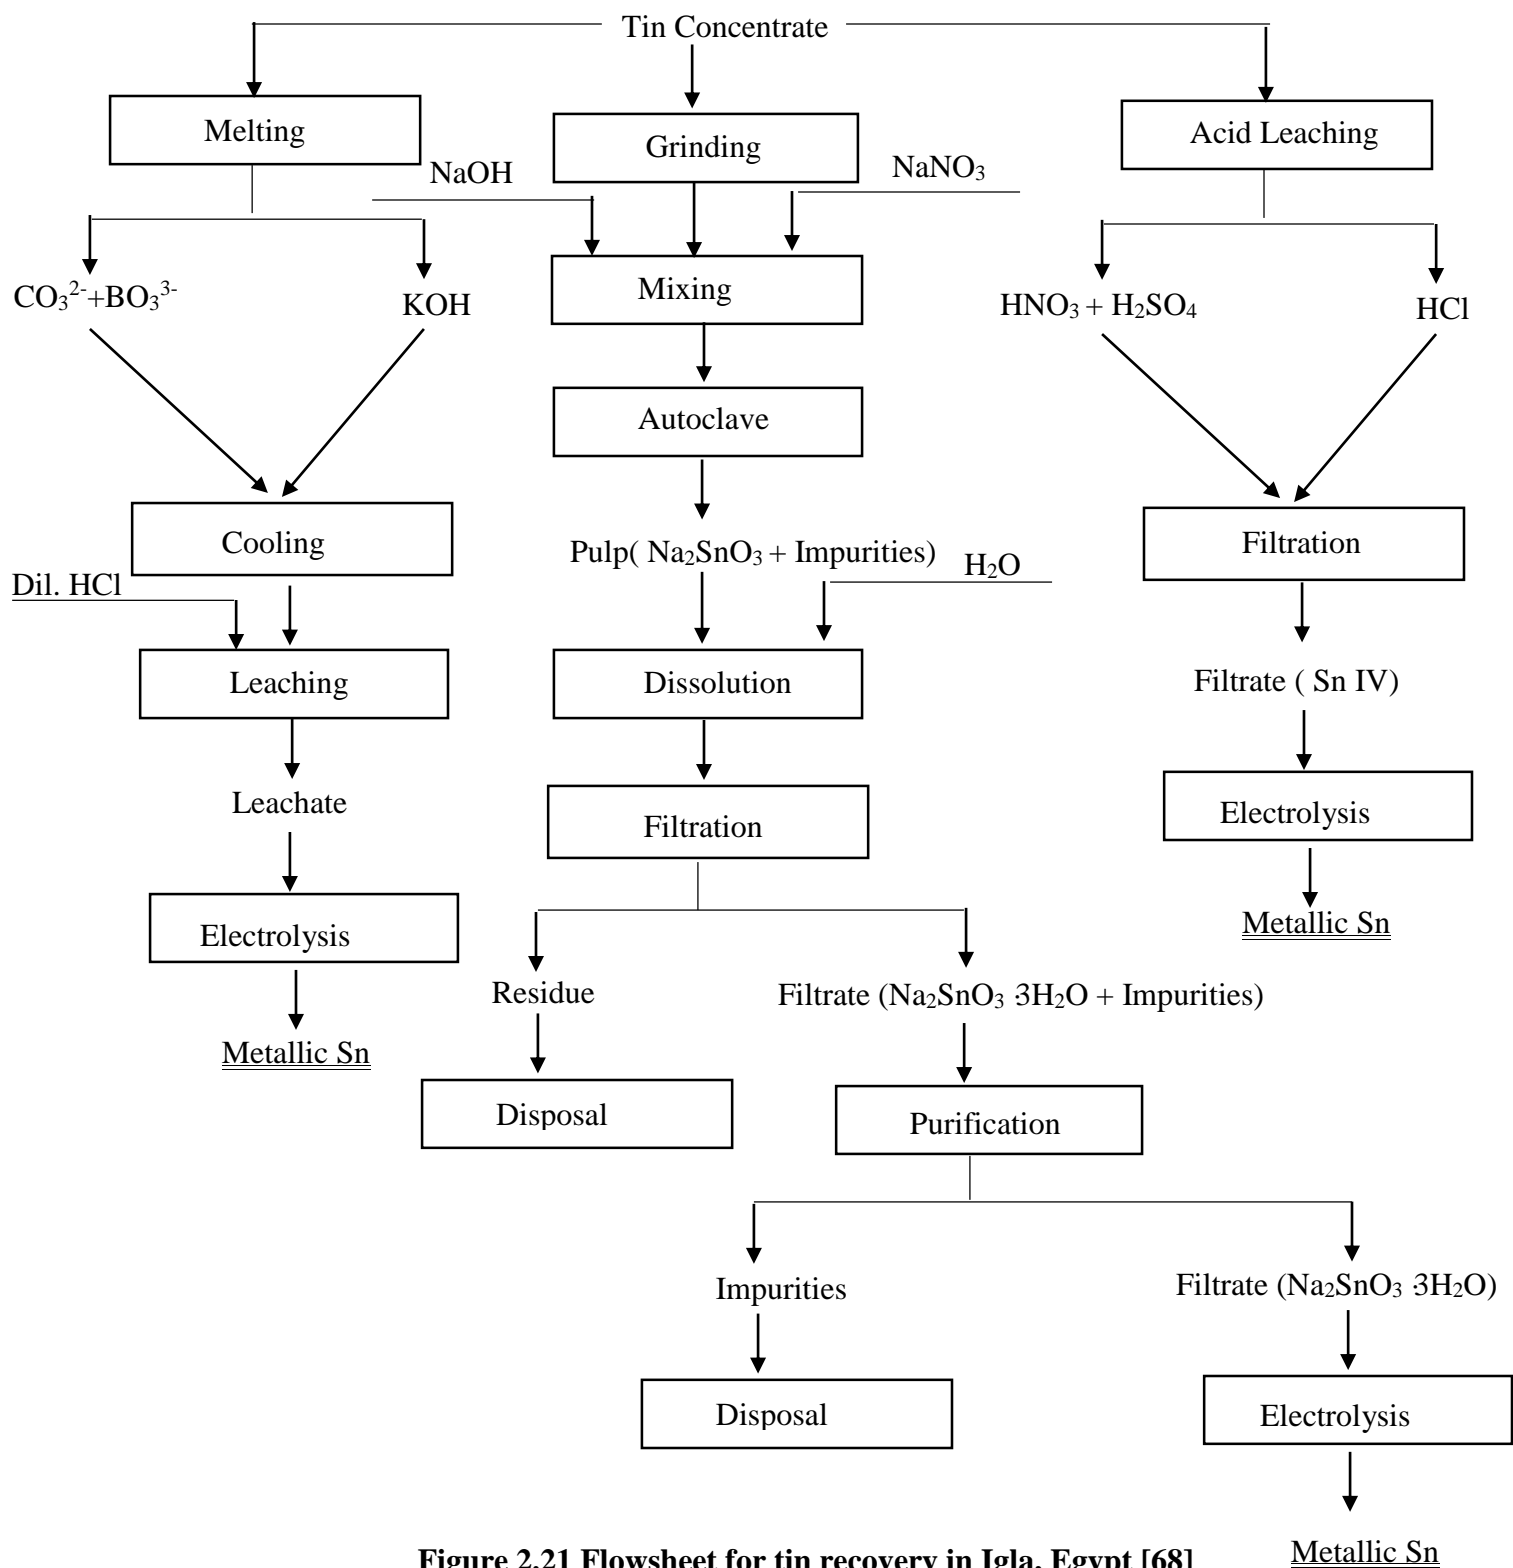 Tin Concentrate
Melting
Grinding
Acid Leaching
NaOH
NaNO₃
CO₃²⁻+BO₃³⁻
KOH
Mixing
HNO₃ + H₂SO₄
HCl
Autoclave
Cooling
Pulp( Na₂SnO₃ + Impurities)
H₂O
Filtration
Dil. HCl
Leaching
Dissolution
Filtrate ( Sn IV)
Leachate
Filtration
Electrolysis
Electrolysis
Metallic Sn
Residue
Filtrate (Na₂SnO₃ ·3H₂O + Impurities)
Metallic Sn
Disposal
Purification
Impurities
Filtrate (Na₂SnO₃ ·3H₂O)
Disposal
Electrolysis
Metallic Sn
Figure 2.21 Flowsheet for tin recovery in Igla, Egypt [68]